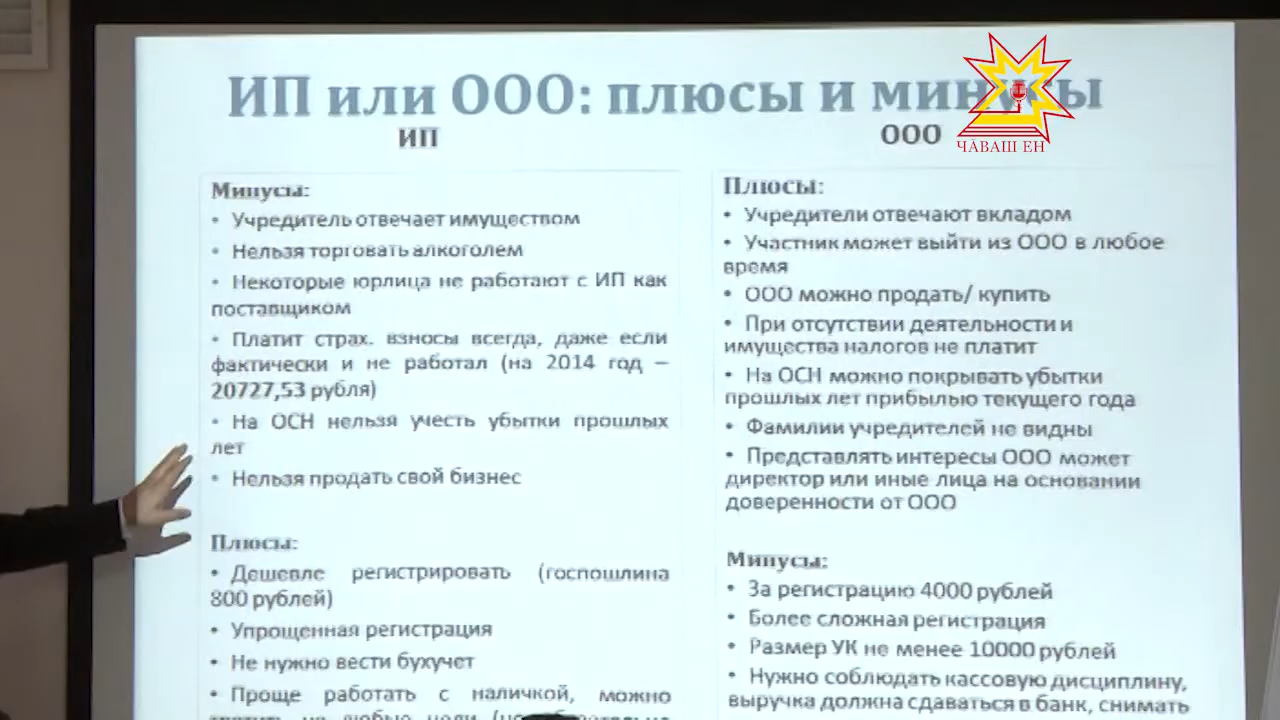 ИП или ООО: плюсы и минусы
ИП
Минусы:
• Учредитель отвечает имуществом
• Нельзя торговать алкоголем
• Некоторые юрлица не работают с ИП как
поставщиком
• Платит страх. взносы всегда, даже если
фактически и не работал (на 2014 год –
20727,53 рубля)
• На ОСН нельзя учесть убытки прошлых
лет
• Нельзя продать свой бизнес
Плюсы:
• Дешевле регистрировать (госпошлина
800 рублей)
• Упрощенная регистрация
• Не нужно вести бухучет
• Проще работать с наличкой, можно
ООО
Плюсы:
• Учредители отвечают вкладом
• Участник может выйти из ООО в любое
время
• ООО можно продать/ купить
• При отсутствии деятельности и
имущества налогов не платит
• На ОСН можно покрывать убытки
прошлых лет прибылью текущего года
• Фамилии учредителей не видны
• Представлять интересы ООО может
директор или иные лица на основании
доверенности от ООО
Минусы:
• За регистрацию 4000 рублей
• Более сложная регистрация
• Размер УК не менее 10000 рублей
• Нужно соблюдать кассовую дисциплину,
выручка должна сдаваться в банк, снимать
ЧӐВАШ ЕН